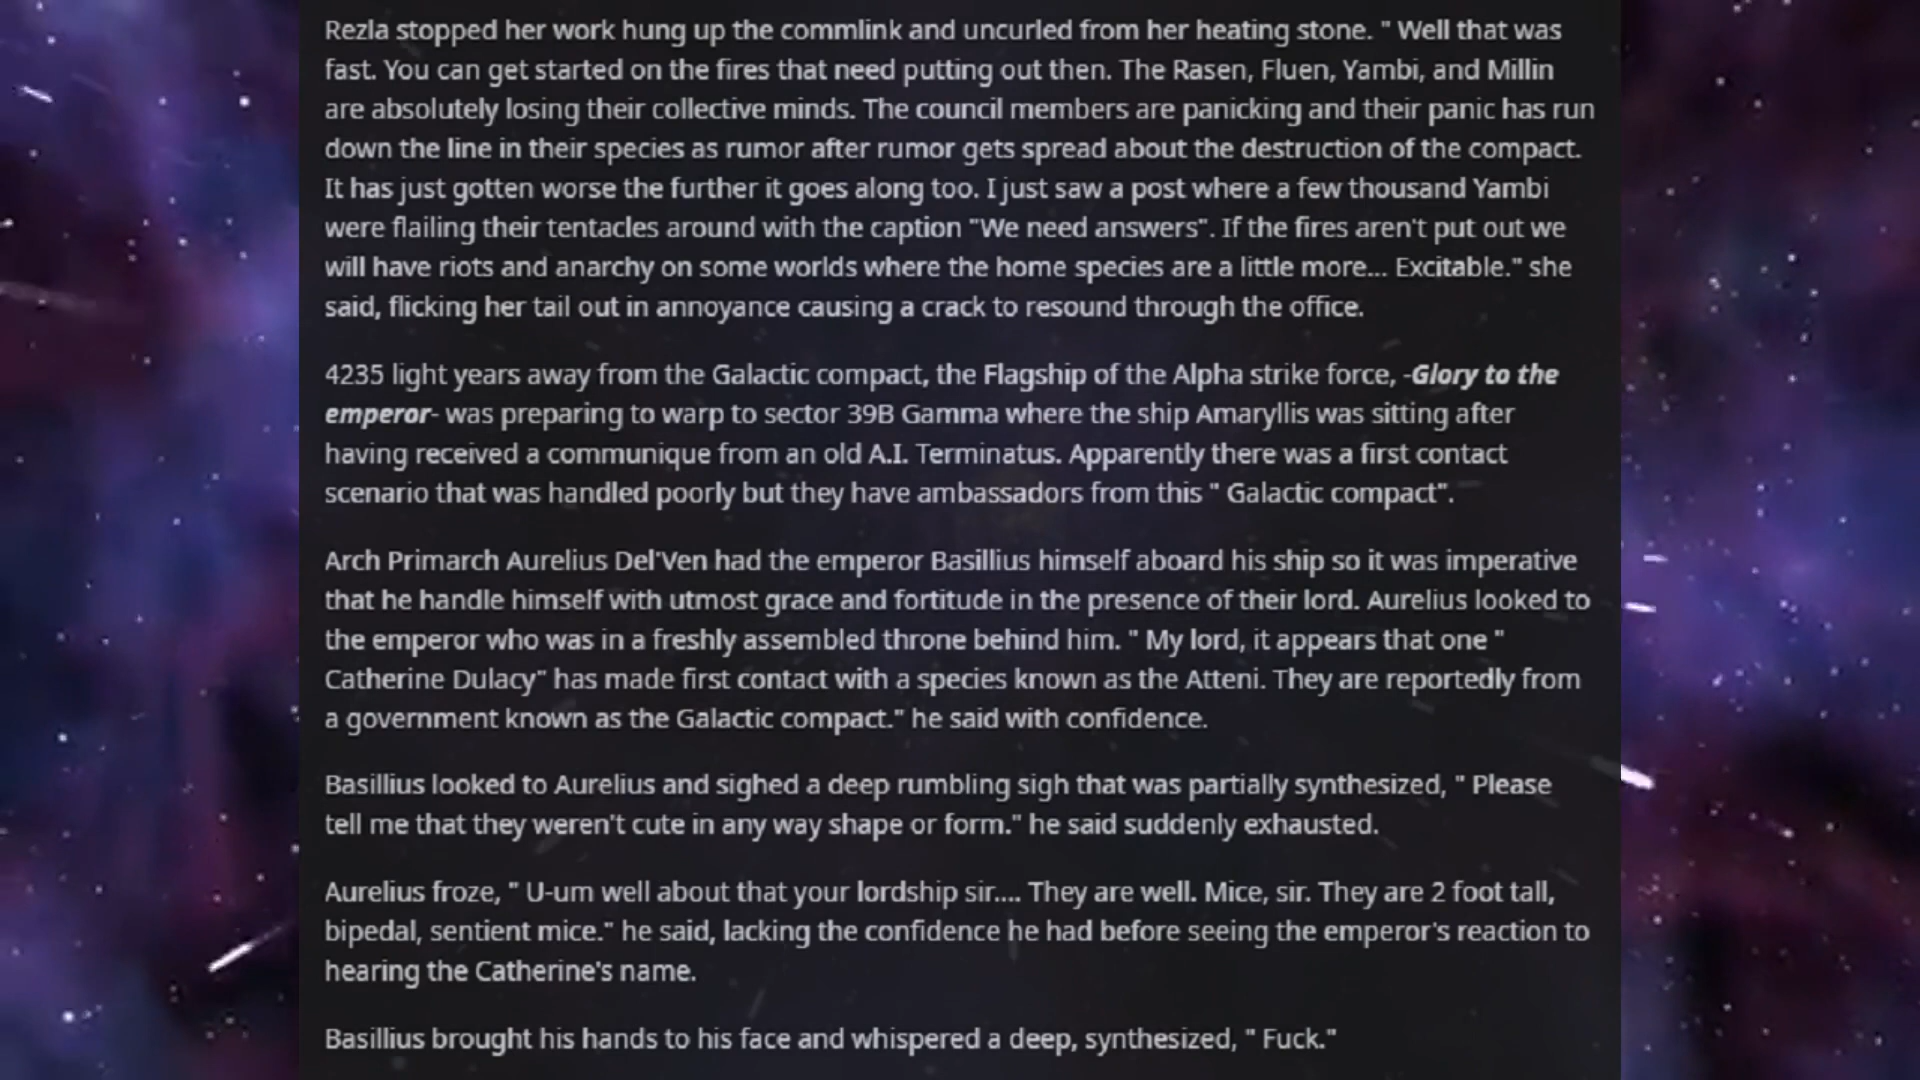 Rezla stopped her work hung up the commlink and uncurled from her heating stone. " Well that was
fast. You can get started on the fires that need putting out then. The Rasen, Fluen, Yambi, and Millin
are absolutely losing their collective minds. The council members are panicking and their panic has run
down the line in their species as rumor after rumor gets spread about the destruction of the compact.
It has just gotten worse the further it goes along too. I just saw a post where a few thousand Yambi
were flailing their tentacles around with the caption "We need answers". If the fires aren't put out we
will have riots and anarchy on some worlds where the home species are a little more... Excitable." she
said, flicking her tail out in annoyance causing a crack to resound through the office.
4235 light years away from the Galactic compact, the Flagship of the Alpha strike force, -Glory to the
emperor- was preparing to warp to sector 39B Gamma where the ship Amaryllis was sitting after
having received a communique from an old A.I. Terminatus. Apparently there was a first contact
scenario that was handled poorly but they have ambassadors from this " Galactic compact".
Arch Primarch Aurelius Del'Ven had the emperor Basillius himself aboard his ship so it was imperative
that he handle himself with utmost grace and fortitude in the presence of their lord. Aurelius looked to
the emperor who was in a freshly assembled throne behind him. " My lord, it appears that one "
Catherine Dulacy" has made first contact with a species known as the Atteni. They are reportedly from
a government known as the Galactic compact." he said with confidence.
Basillius looked to Aurelius and sighed a deep rumbling sigh that was partially synthesized, " Please
tell me that they weren't cute in any way shape or form." he said suddenly exhausted.
Aurelius froze, " U-um well about that your lordship sir.... They are well. Mice, sir. They are 2 foot tall,
bipedal, sentient mice." he said, lacking the confidence he had before seeing the emperor's reaction to
hearing the Catherine's name.
Basillius brought his hands to his face and whispered a deep, synthesized, " Fuck."